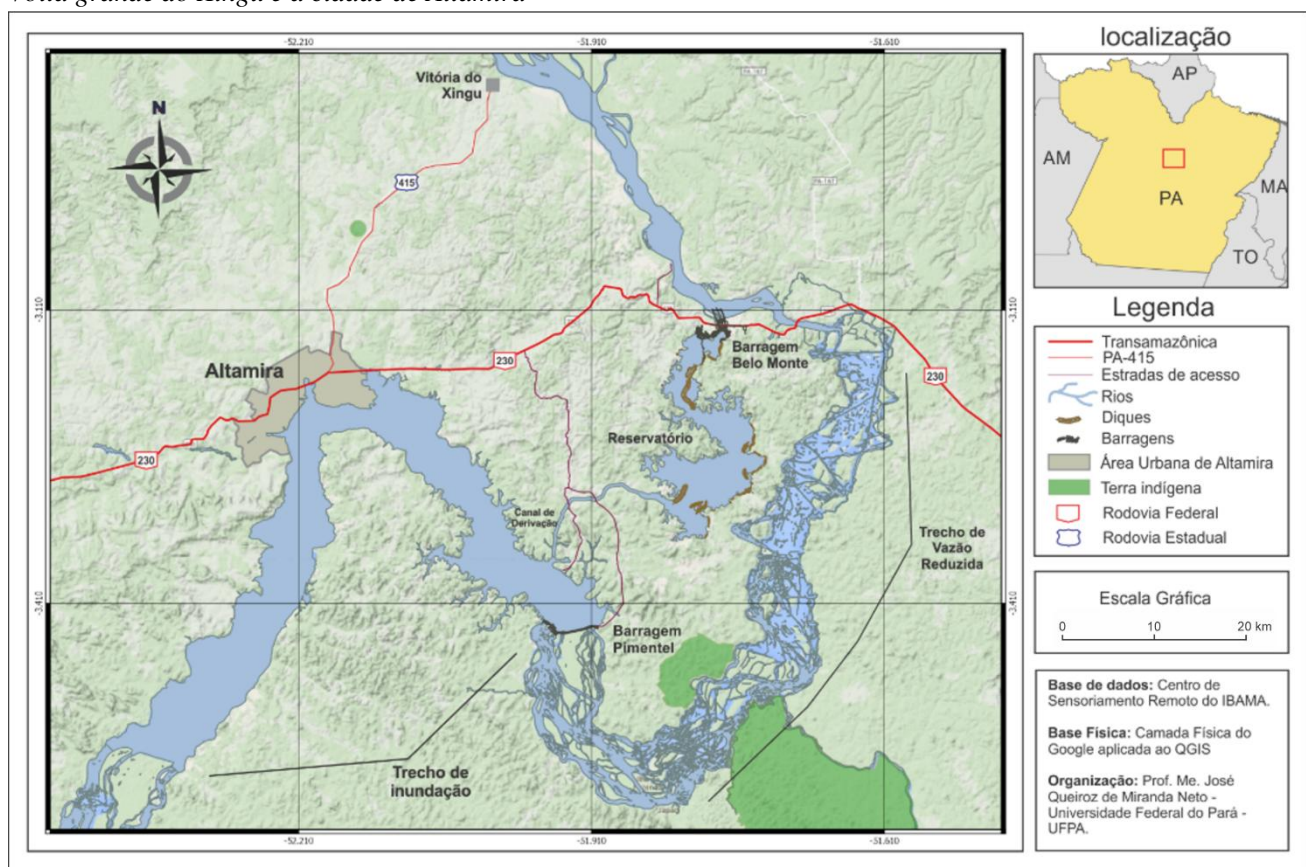 Volta grande do Xingu e a cidade de Altamira
-52.210
-51.910
-51.610
Vitória do
Xingu
PA-167
N
415
PA-167
-3.110
-3.110
Altamira
230
Barragem
Belo Monte
230
230
Reservatório
Canal de
Derivação
Trecho de
Vazão
Reduzida
-3.410
-3.410
Barragem
Pimentel
Trecho de
inundação
-52.210
-51.910
-51.610
localização
AP
AM
PA
MA
TO
Legenda
Transamazônica
PA-415
Estradas de acesso
Rios
Diques
Barragens
Área Urbana de Altamira
Terra indígena
Rodovia Federal
Rodovia Estadual
Escala Gráfica
0 10 20 km
Base de dados: Centro de
Sensoriamento Remoto do IBAMA.
Base Física: Camada Física do
Google aplicada ao QGIS
Organização: Prof. Me. José
Queiroz de Miranda Neto -
Universidade Federal do Pará -
UFPA.